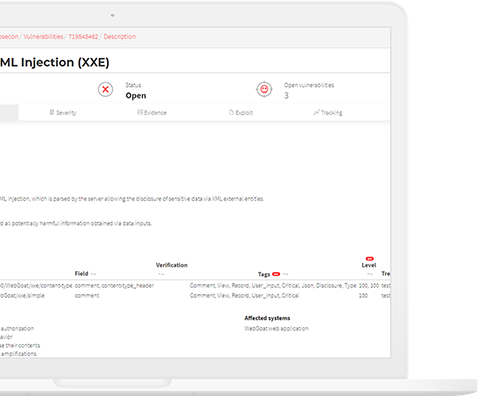 osecon / Vulnerabilities / 719545462 / Description
ML Injection (XXE)
Status
Open
Open vulnerabilities
3
Severity
Evidence
Exploit
Tracking
ML injection, which is parsed by the server allowing the disclosure of sensitive data via XML external entities.
d all potentially harmful information obtained via data inputs.
Verification
Level
Field
Tags
Tre
0/WebGoat/xxe/contenttype comment, contenttype_header Comment, View, Record, User_input, Critical, Json, Disclosure, Type 100, 100 test
bGoat/xxe/simple comment Comment, View, Record, User_input, Critical 100 test
Affected systems
authorization
WebGoat web application
avior
se their contents
amplifications